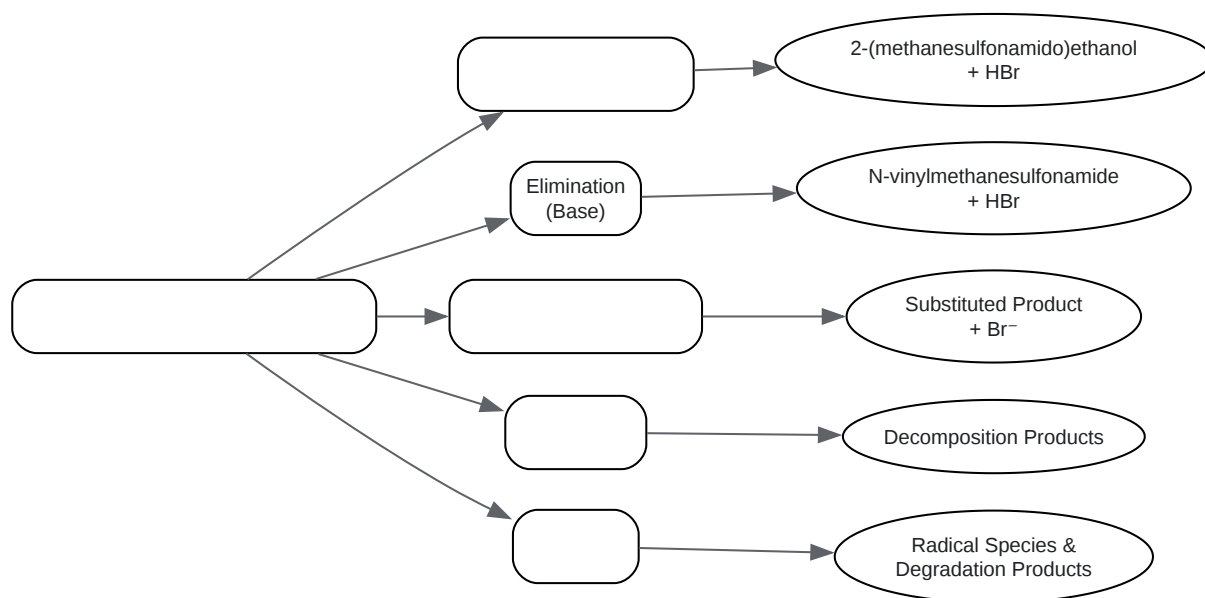 2-(methanesulfonamido)ethanol
+ HBr
Elimination
(Base)
N-vinylmethanesulfonamide
+ HBr
Substituted Product
+ Br⁻
Decomposition Products
Radical Species &
Degradation Products